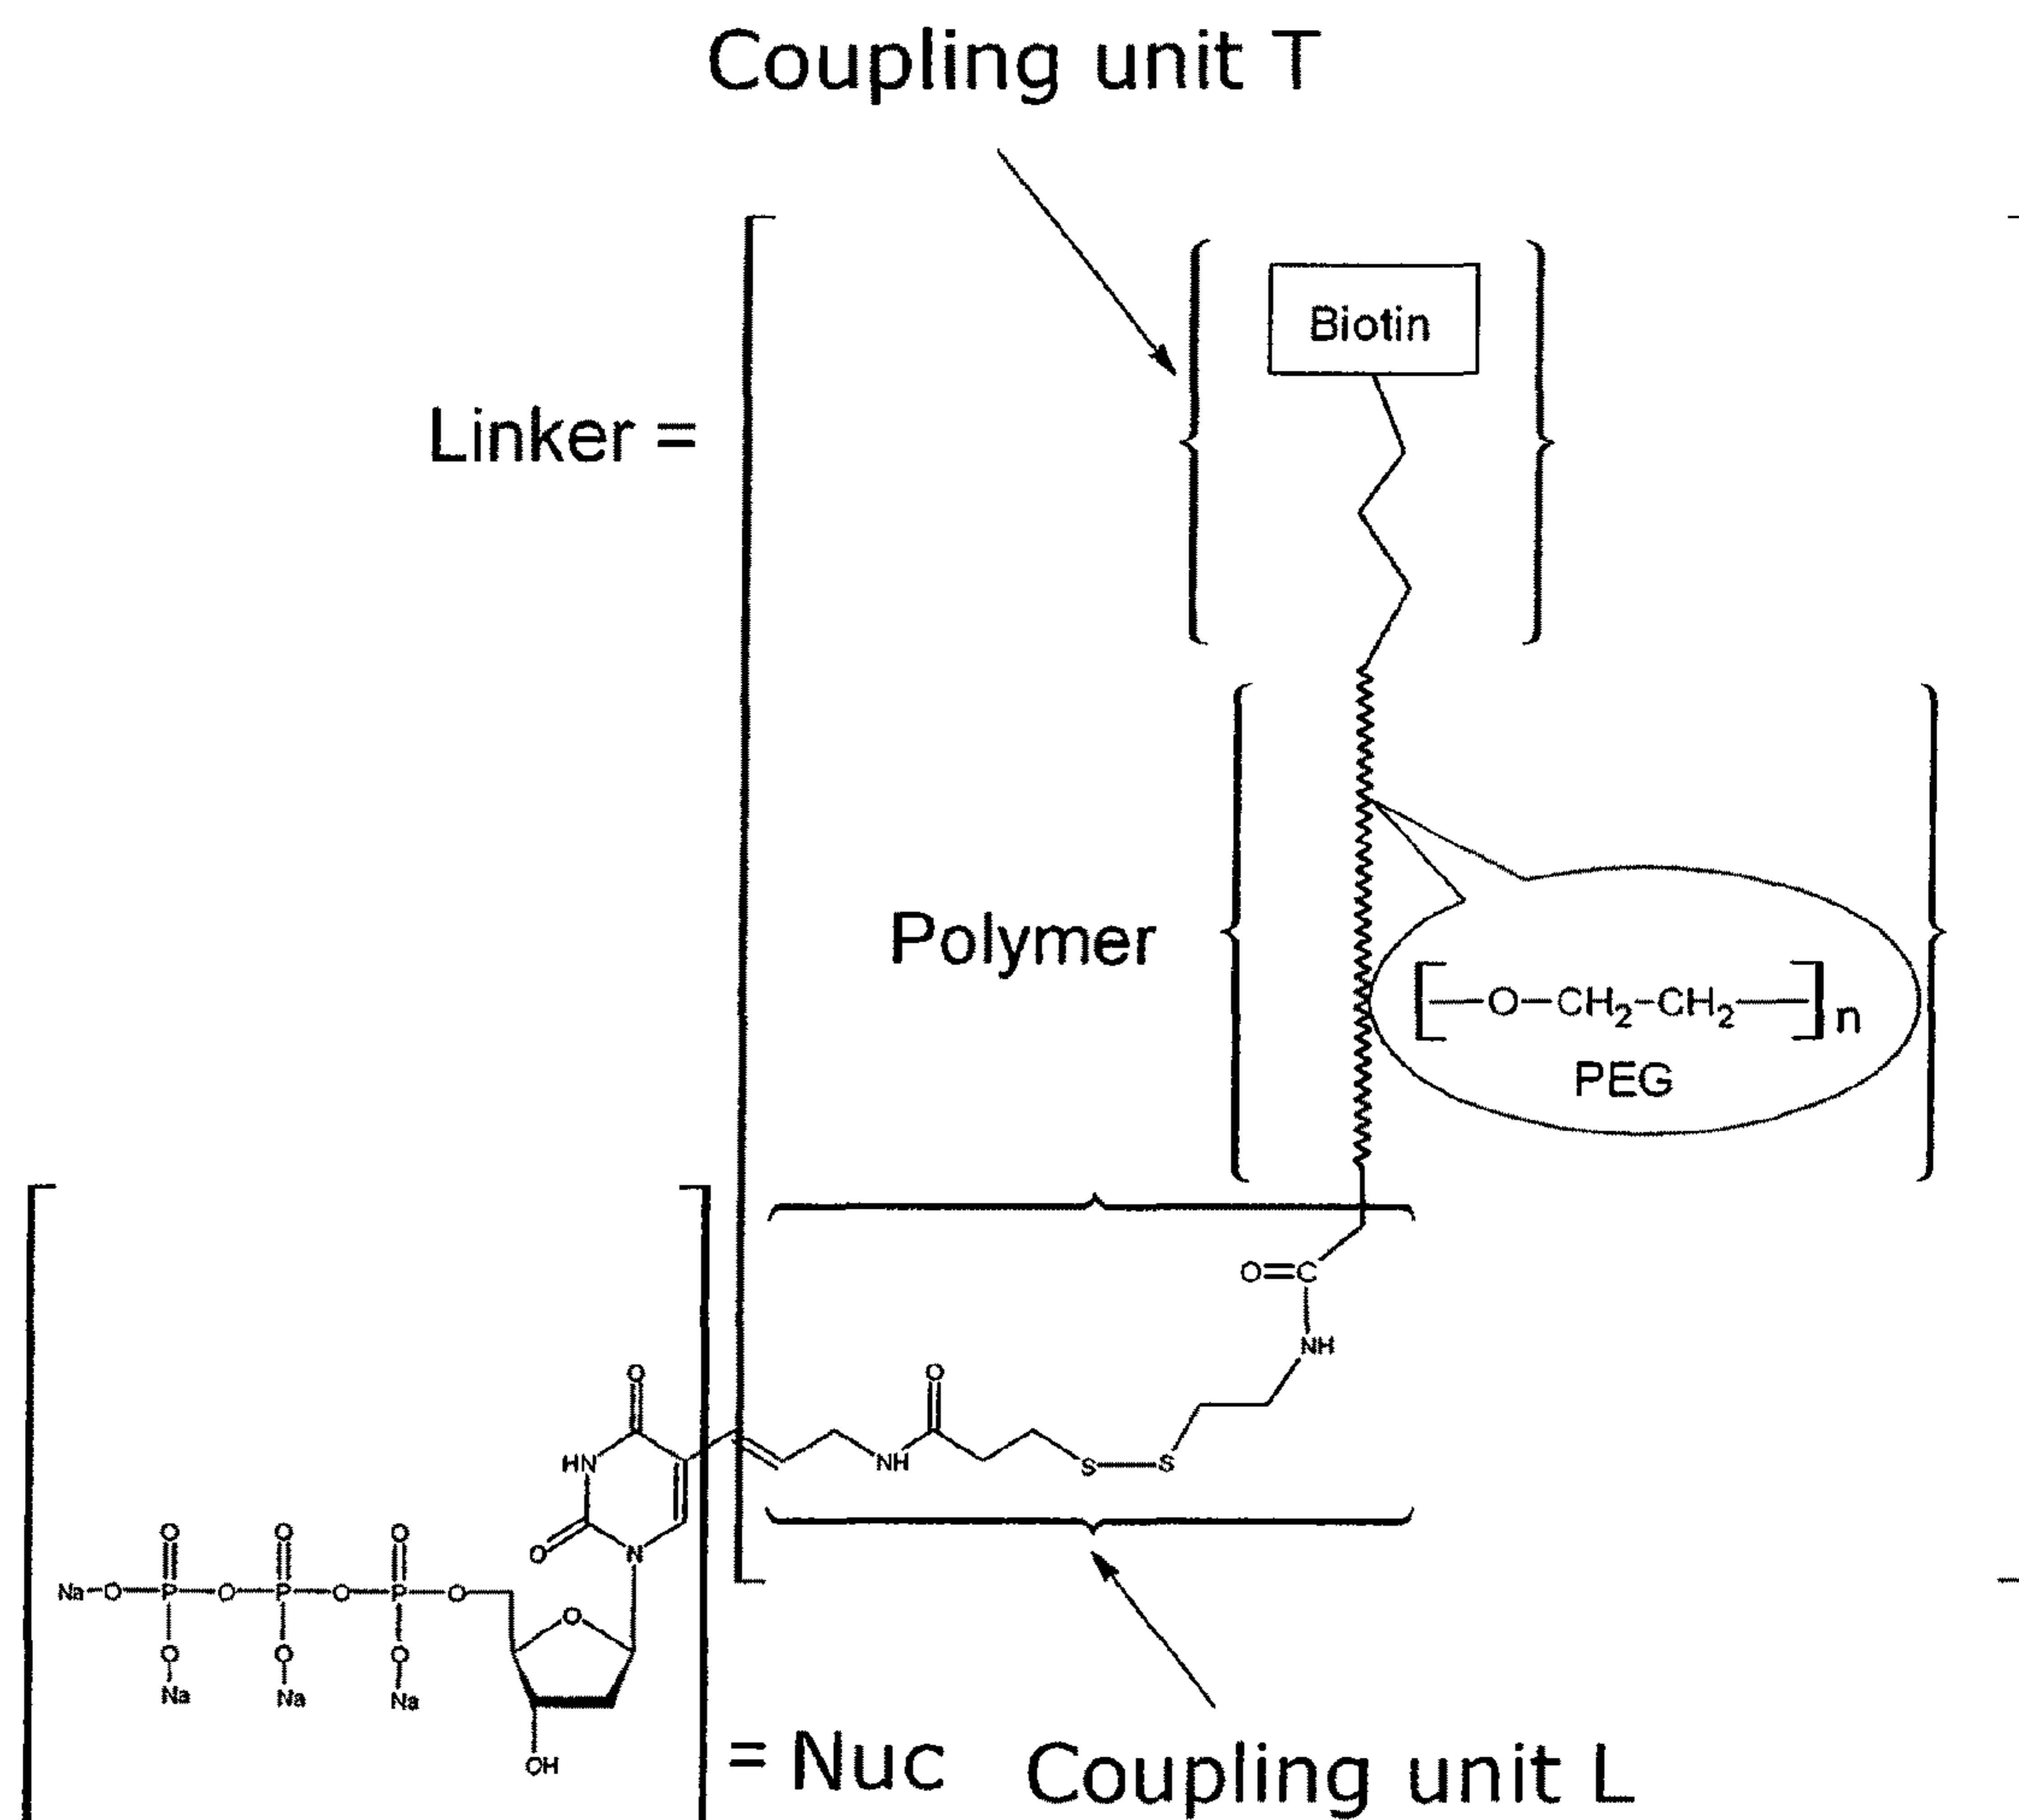 Coupling unit T
Biotin
Linker =
Polymer
[—O—CH2-CH2—]n
PEG
O=C
NH
O
O
HN
NH
S—S
O
O
O
O
N
Na-O-P-O-P-O-P-O
O
O
O
O
Na
Na
Na
OH
= Nuc
Coupling unit L